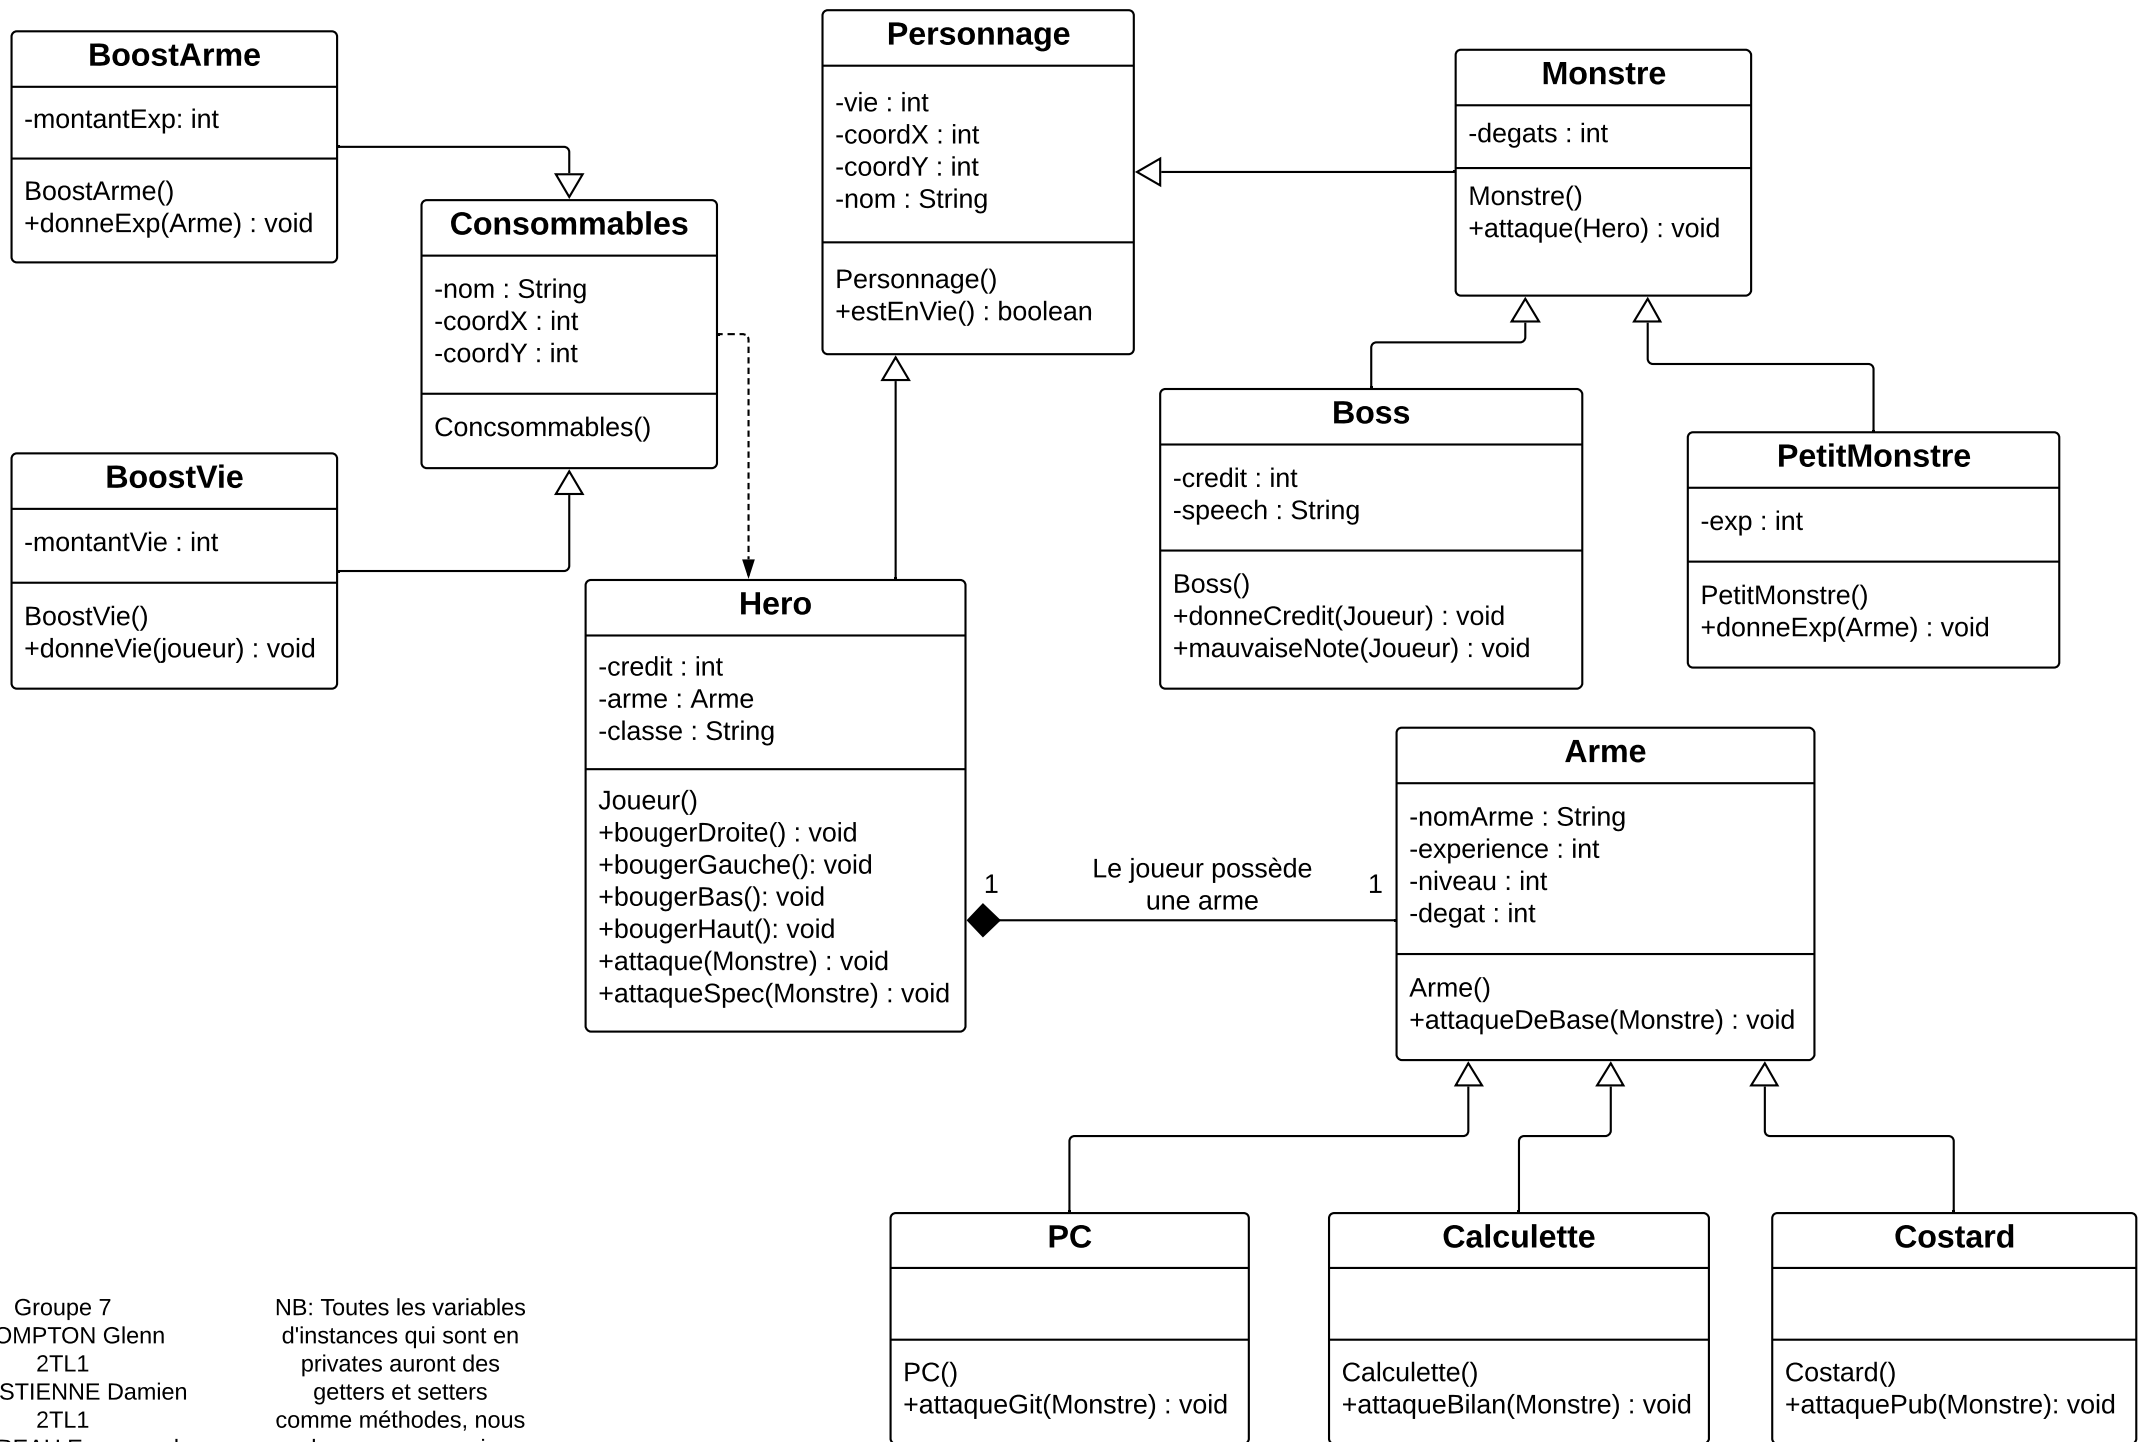 BoostArme
-montantExp: int
BoostArme()
+donneExp(Arme) : void
Consommables
-nom : String
-coordX : int
-coordY : int
Concsommables()
BoostVie
-montantVie : int
BoostVie()
+donneVie(joueur) : void
Personnage
-vie : int
-coordX : int
-coordY : int
-nom : String
Personnage()
+estEnVie() : boolean
Monstre
-degats : int
Monstre()
+attaque(Hero) : void
Boss
-credit : int
-speech : String
Boss()
+donneCredit(Joueur) : void
+mauvaiseNote(Joueur) : void
PetitMonstre
-exp : int
PetitMonstre()
+donneExp(Arme) : void
Hero
-credit : int
-arme : Arme
-classe : String
Joueur()
+bougerDroite() : void
+bougerGauche(): void
+bougerBas(): void
+bougerHaut(): void
+attaque(Monstre) : void
+attaqueSpec(Monstre) : void
1
Le joueur possède
une arme
1
Arme
-nomArme : String
-experience : int
-niveau : int
-degat : int
Arme()
+attaqueDeBase(Monstre) : void
PC
PC()
+attaqueGit(Monstre) : void
Calculette
Calculette()
+attaqueBilan(Monstre) : void
Costard
Costard()
+attaquePub(Monstre): void
Groupe 7
OMPTON Glenn
2TL1
STIENNE Damien
2TL1
NB: Toutes les variables
d'instances qui sont en
privates auront des
getters et setters
comme méthodes, nous